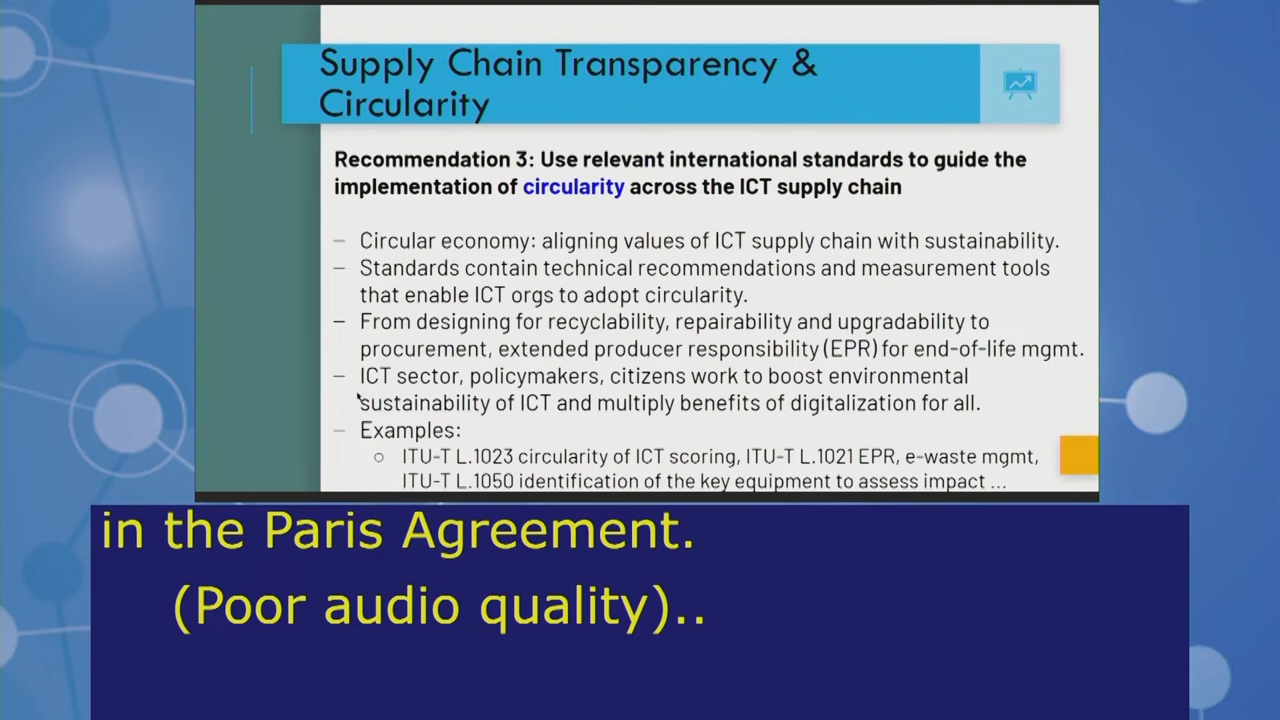 Supply Chain Transparency &
Circularity
Recommendation 3: Use relevant international standards to guide the
implementation of circularity across the ICT supply chain
– Circular economy: aligning values of ICT supply chain with sustainability.
– Standards contain technical recommendations and measurement tools
that enable ICT orgs to adopt circularity.
– From designing for recyclability, repairability and upgradability to
procurement, extended producer responsibility (EPR) for end-of-life mgmt.
– ICT sector, policymakers, citizens work to boost environmental
sustainability of ICT and multiply benefits of digitalization for all.
– Examples:
○ ITU-T L.1023 circularity of ICT scoring, ITU-T L.1021 EPR, e-waste mgmt,
ITU-T L.1050 identification of the key equipment to assess impact ...
in the Paris Agreement.
(Poor audio quality)..